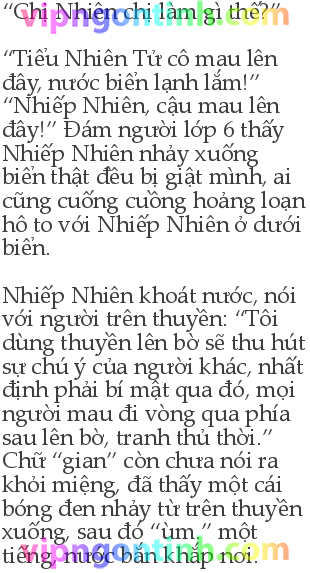 “Chị Nhiên chị làm gì thế?”
“Tiểu Nhiên Tử cô mau lên
đây, nước biển lạnh lắm!”
“Nhiếp Nhiên, cậu mau lên
đây!” Đám người lớp 6 thấy
Nhiếp Nhiên nhảy xuống
biển thật đều bị giật mình, ai
cũng cuống cuồng hoảng loạn
hô to với Nhiếp Nhiên ở dưới
biển.
Nhiếp Nhiên khoát nước, nói
với người trên thuyền: “Tôi
dùng thuyền lên bờ sẽ thu hút
sự chú ý của người khác, nhất
định phải bí mật qua đó, mọi
người mau đi vòng qua phía
sau lên bờ, tranh thủ thời.”
Chữ “gian” còn chưa nói ra
khỏi miệng, đã thấy một cái
bóng đen nhảy từ trên thuyền
xuống, sau đó “ùm,” một
tiếng, nước bắn khắp nơi.
vipngontinh.com
vipngontinh.com